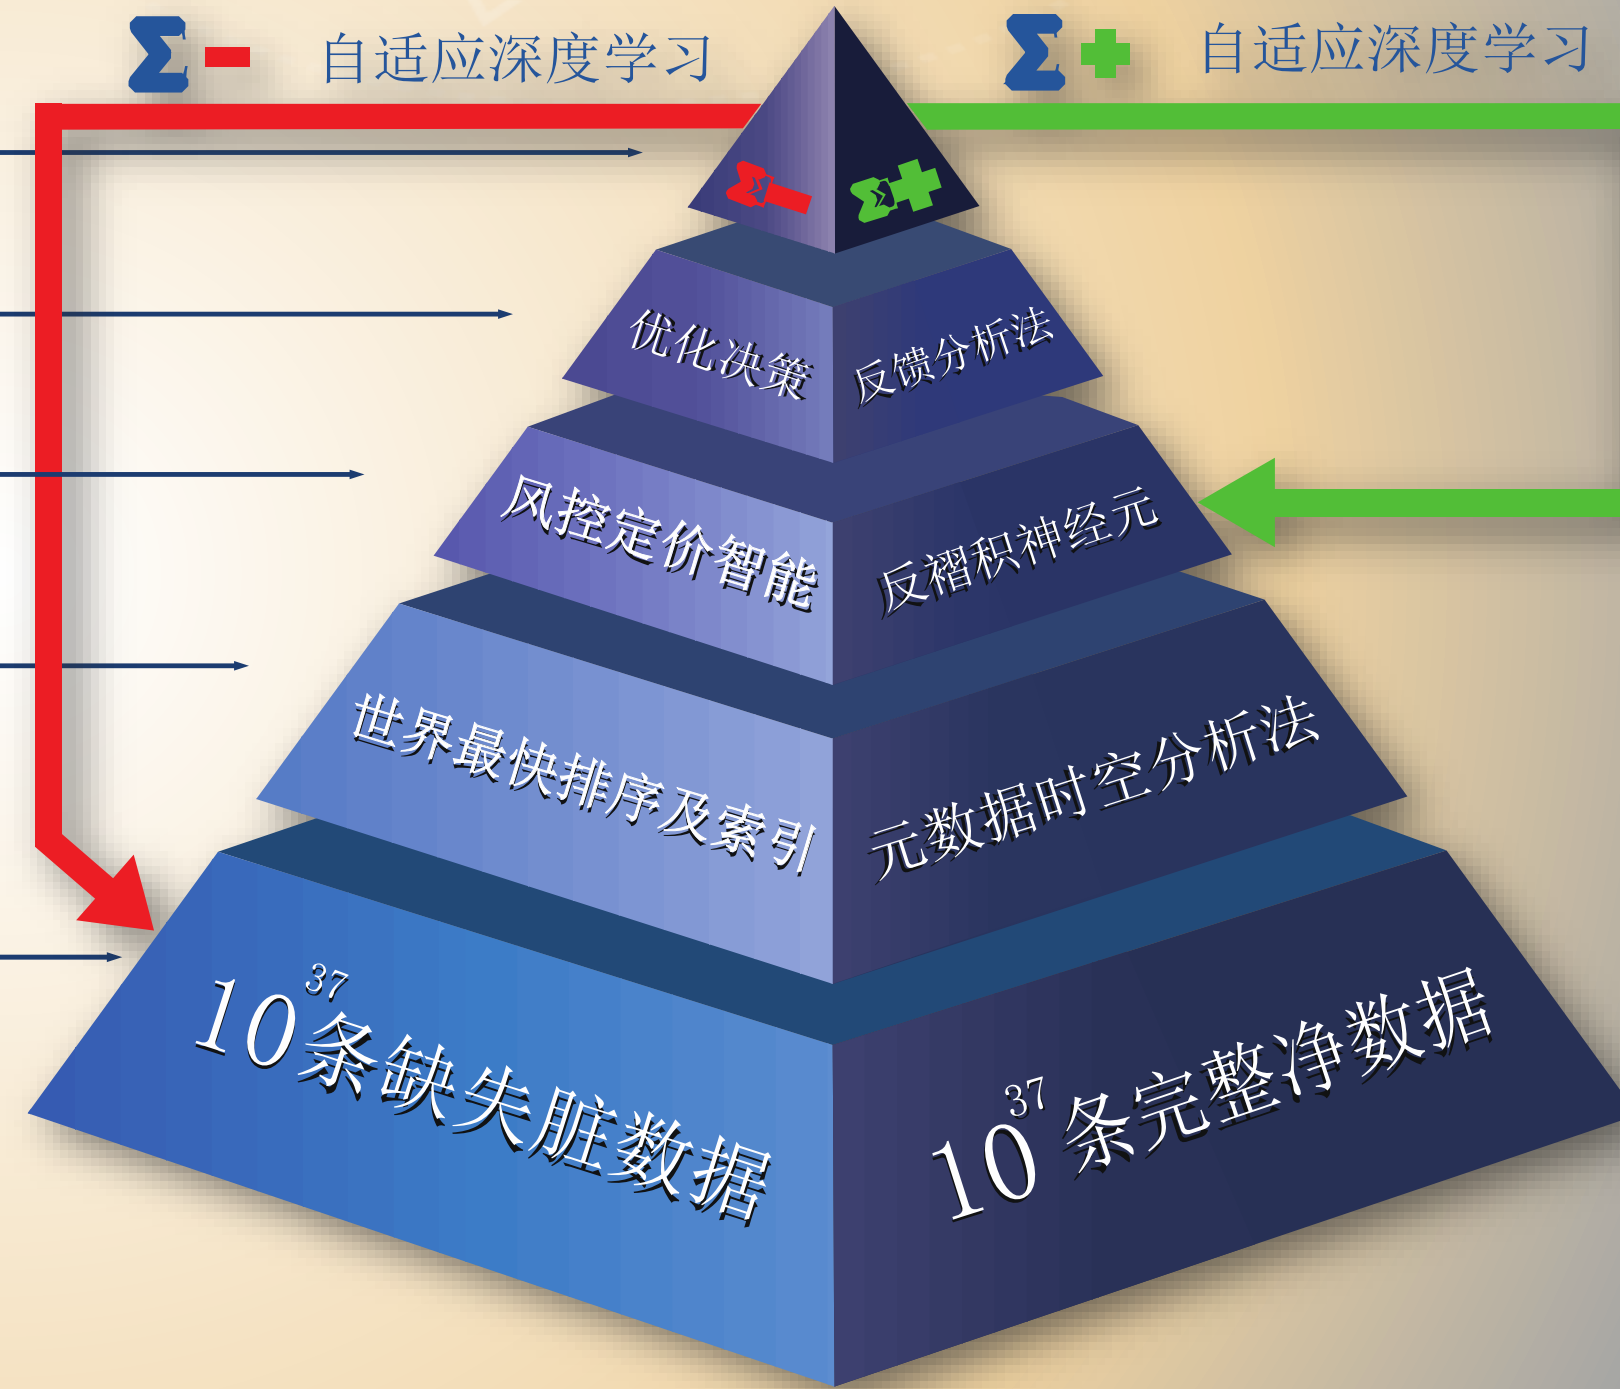 Σ- 自适应深度学习
Σ+ 自适应深度学习
Σ-
Σ+
优化决策
反馈分析法
风控定价智能
反褶积神经元
世界最快排序及索引
元数据时空分析法
10³⁷条缺失脏数据
10³⁷条完整净数据